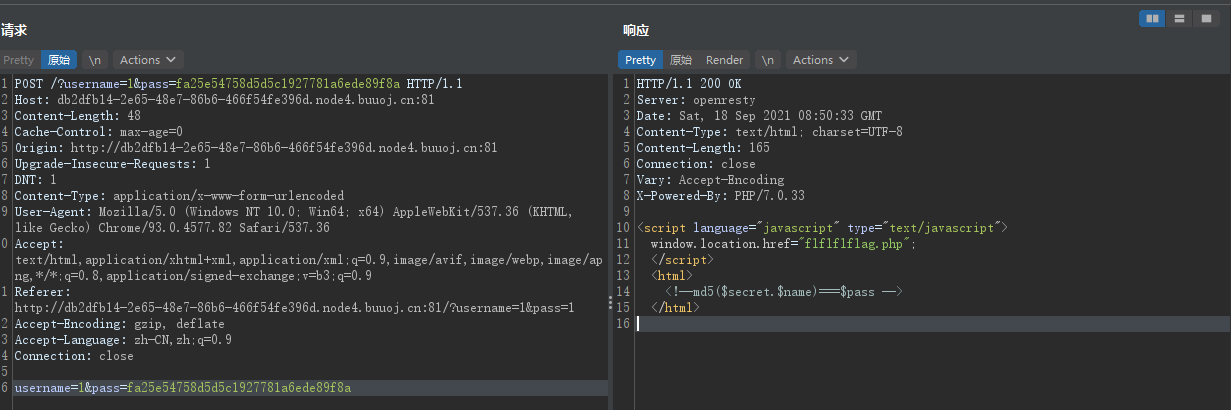 请求
Pretty 原始 \n Actions
1 POST /?username=1&pass=fa25e54758d5d5c1927781a6ede89f8a HTTP/1.1
2 Host: db2dfb14-2e65-48e7-86b6-466f54fe396d.node4.buuoj.cn:81
3 Content-Length: 48
4 Cache-Control: max-age=0
5 Origin: http://db2dfb14-2e65-48e7-86b6-466f54fe396d.node4.buuoj.cn:81
6 Upgrade-Insecure-Requests: 1
7 DNT: 1
8 Content-Type: application/x-www-form-urlencoded
9 User-Agent: Mozilla/5.0 (Windows NT 10.0; Win64; x64) AppleWebKit/537.36 (KHTML,
like Gecko) Chrome/93.0.4577.82 Safari/537.36
0 Accept:
text/html,application/xhtml+xml,application/xml;q=0.9,image/avif,image/webp,image/ap
ng,*/*;q=0.8,application/signed-exchange;v=b3;q=0.9
1 Referer:
http://db2dfb14-2e65-48e7-86b6-466f54fe396d.node4.buuoj.cn:81/?username=1&pass=1
2 Accept-Encoding: gzip, deflate
3 Accept-Language: zh-CN,zh;q=0.9
4 Connection: close
5
6 username=1&pass=fa25e54758d5d5c1927781a6ede89f8a
响应
Pretty 原始 Render \n Actions
1 HTTP/1.1 200 OK
2 Server: openresty
3 Date: Sat, 18 Sep 2021 08:50:33 GMT
4 Content-Type: text/html; charset=UTF-8
5 Content-Length: 165
6 Connection: close
7 Vary: Accept-Encoding
8 X-Powered-By: PHP/7.0.33
9
10 <script language="javascript" type="text/javascript">
11 window.location.href="flflflflag.php";
12 </script>
13 <html>
14 <!--md5($secret.$name)===$pass -->
15 </html>
16